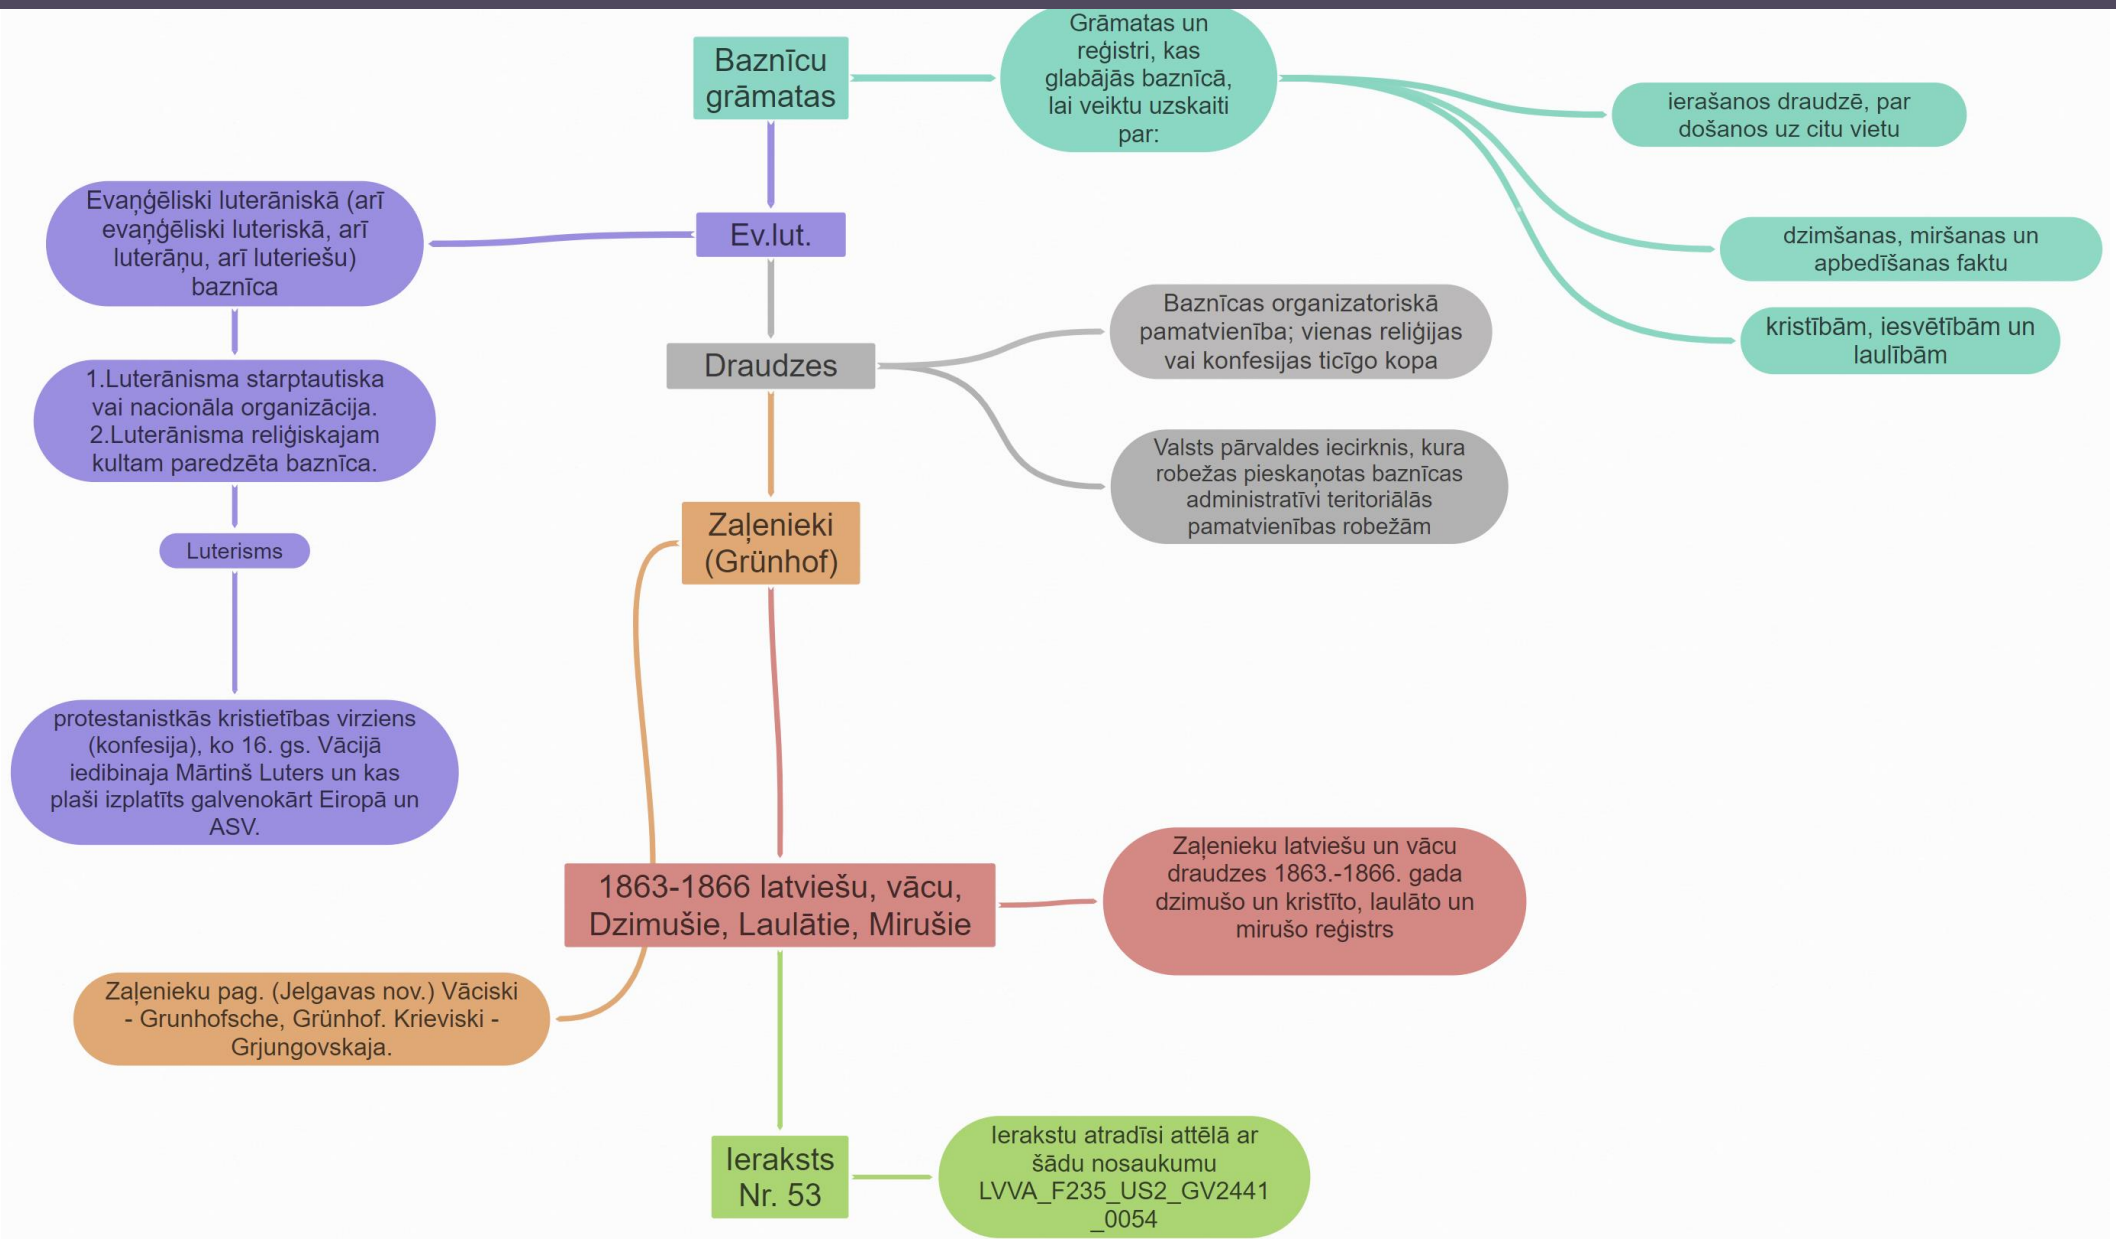 Baznīcu
grāmatas
Grāmatas un
reģistri, kas
glabājās baznīcā,
lai veiktu uzskaiti
par:
ierašanos draudzē, par
došanos uz citu vietu
dzimšanas, miršanas un
apbedīšanas faktu
kristībām, iesvētībām un
laulībām
Ev.lut.
Evaņģēliski luterāniskā (arī
evaņģēliski luteriskā, arī
luterāņu, arī luteriešu)
baznīca
1.Luterānisma starptautiska
vai nacionāla organizācija.
2.Luterānisma reliģiskajam
kultam paredzēta baznīca.
Luterisms
protestanistkās kristietības virziens
(konfesija), ko 16. gs. Vācijā
iedibinaja Mārtinš Luters un kas
plaši izplatīts galvenokārt Eiropā un
ASV.
Draudzes
Baznīcas organizatoriskā
pamatvienība; vienas reliģijas
vai konfesijas ticīgo kopa
Valsts pārvaldes iecirknis, kura
robežas pieskaņotas baznīcas
administratīvi teritoriālās
pamatvienības robežām
Zaļenieki
(Grünhof)
Zaļenieku pag. (Jelgavas nov.) Vāciski
- Grunhofsche, Grünhof. Krieviski -
Grjungovskaja.
1863-1866 latviešu, vācu,
Dzimušie, Laulātie, Mirušie
Zaļenieku latviešu un vācu
draudzes 1863.-1866. gada
dzimušo un kristīto, laulāto un
mirušo reģistrs
Ieraksts
Nr. 53
Ierakstu atradīsi attēlā ar
šādu nosaukumu
LVVA_F235_US2_GV2441
_0054